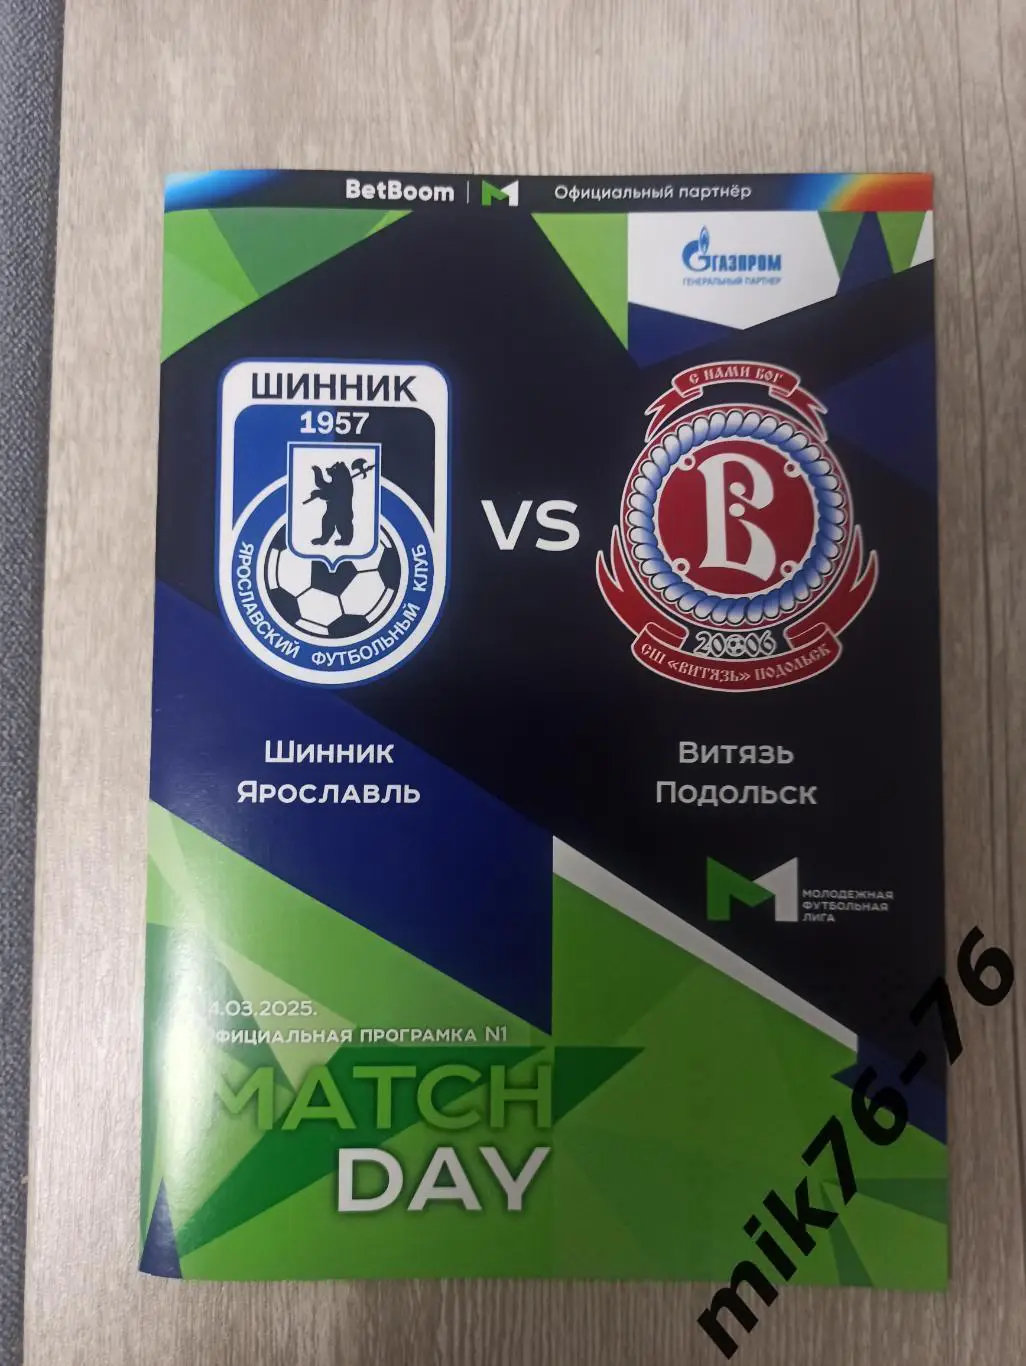 BetBoom
Официальный партнёр
ГАЗПРОМ
ГЕНЕРАЛЬНЫЙ ПАРТНЕР
ШИННИК
1957
ЯРОСЛАВСКИЙ ФУТБОЛЬНЫЙ КЛУБ
VS
С НАМИ БОГ
В
2006
СШ «ВИТЯЗЬ» ПОДОЛЬСК
Шинник
Ярославль
Витязь
Подольск
МОЛОДЕЖНАЯ
ФУТБОЛЬНАЯ
ЛИГА
4.03.2025.
ФИЦИАЛЬНАЯ ПРОГРАМКА N1
MATCH
DAY
mik76-76